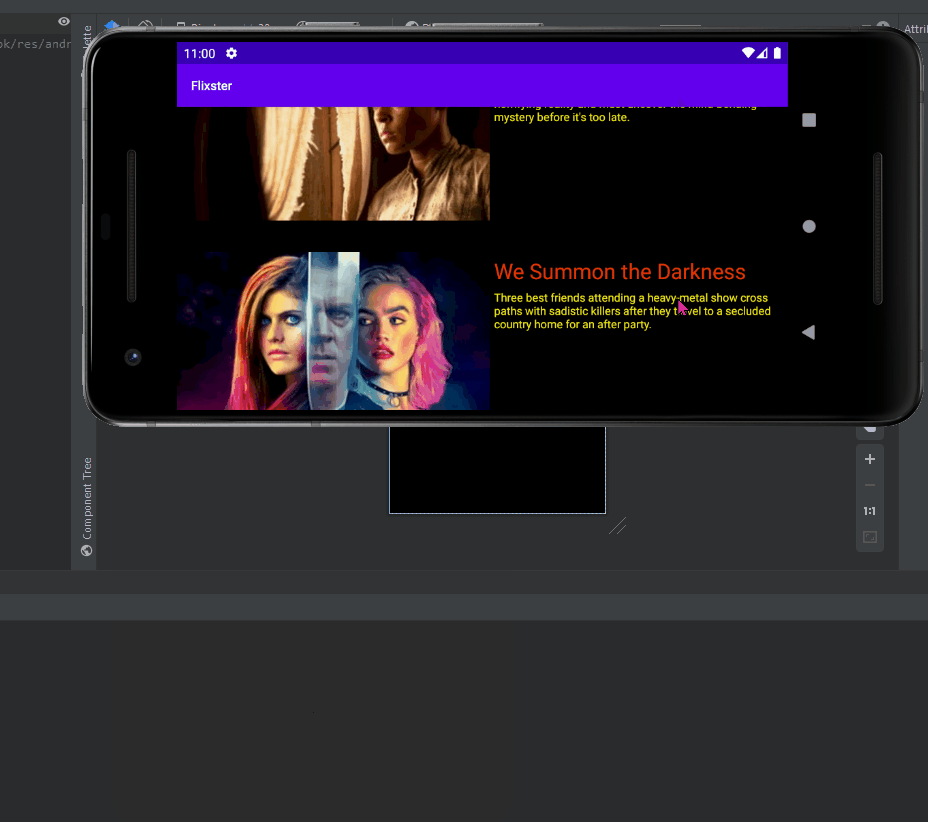 ok/res/andr
Attri
11:00
Flixster
mystery before it's too late.
We Summon the Darkness
Three best friends attending a heavy-metal show cross
paths with sadistic killers after they travel to a secluded
country home for an after party.
Component Tree
1:1